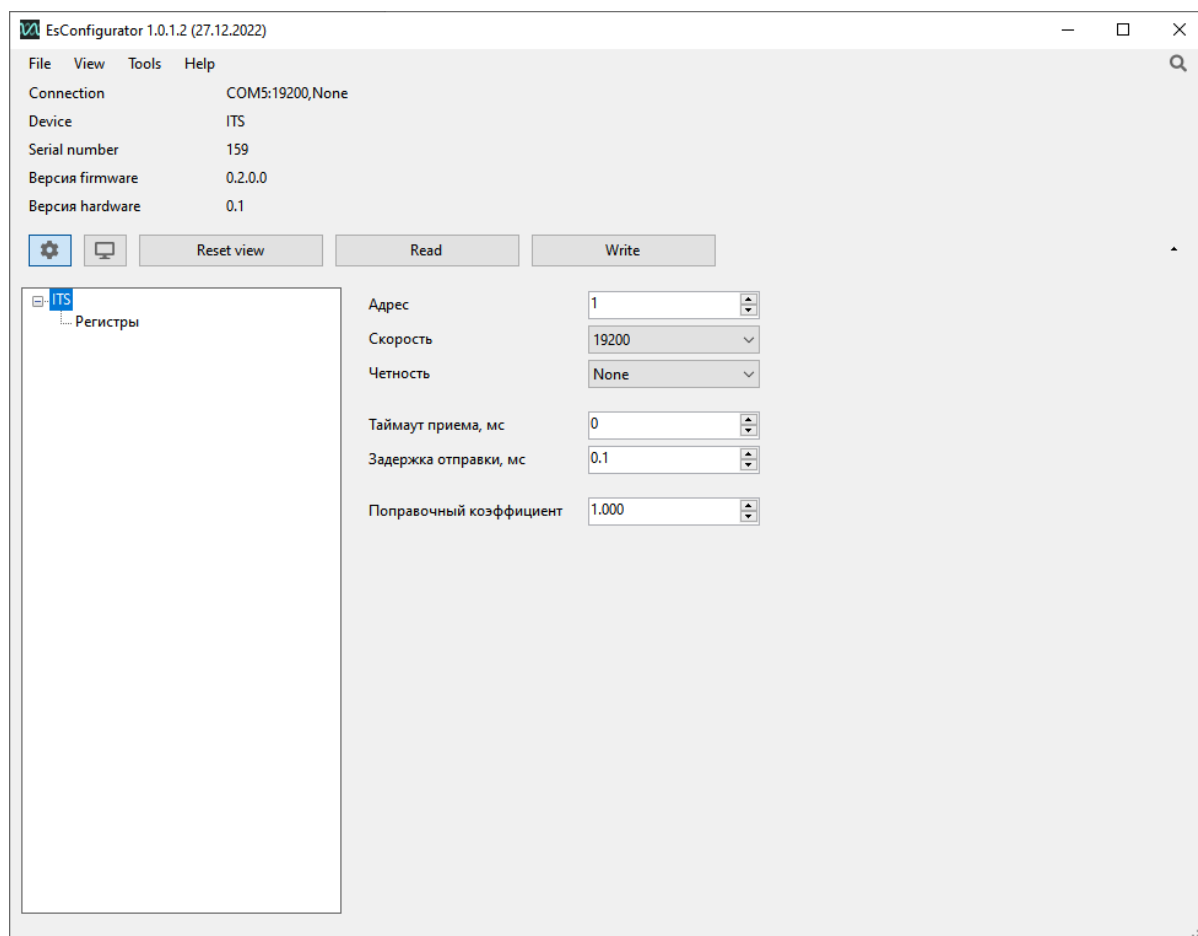 EsConfigurator 1.0.1.2 (27.12.2022)
File View Tools Help
Connection COM5:19200,None
Device ITS
Serial number 159
Версия firmware 0.2.0.0
Версия hardware 0.1
Reset view Read Write
ITS
Регистры
Адрес 1
Скорость 19200
Четность None
Таймаут приема, мс 0
Задержка отправки, мс 0.1
Поправочный коэффициент 1.000